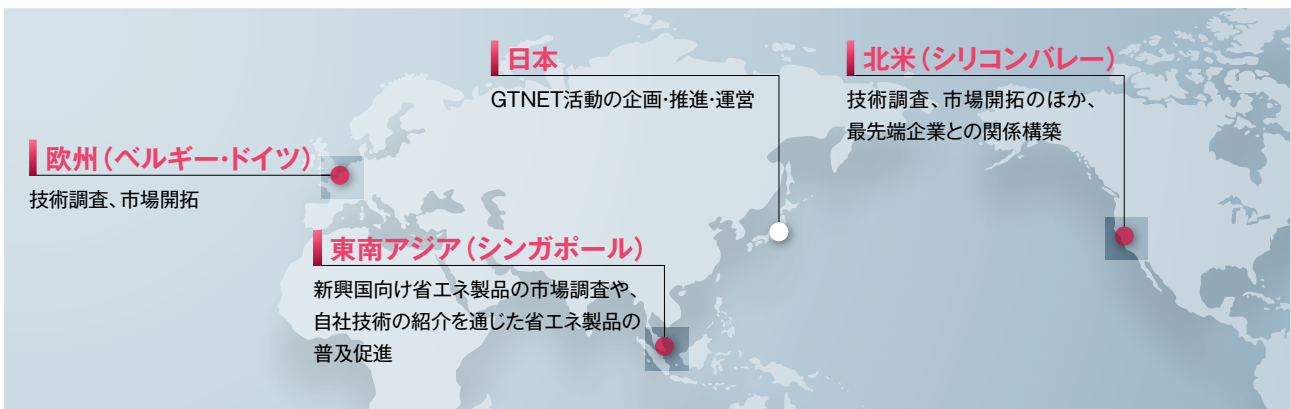 日本
GTNET活動の企画・推進・運営
北米（シリコンバレー）
技術調査、市場開拓のほか、
最先端企業との関係構築
欧州（ベルギー・ドイツ）
技術調査、市場開拓
東南アジア（シンガポール）
新興国向け省エネ製品の市場調査や、
自社技術の紹介を通じた省エネ製品の
普及促進